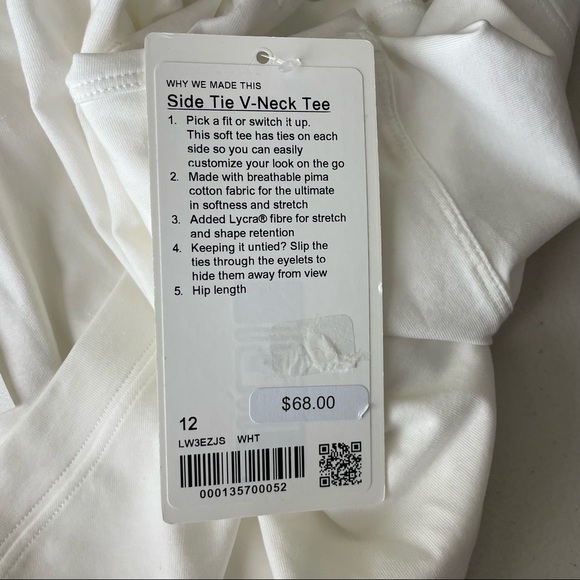 WHY WE MADE THIS
Side Tie V-Neck Tee
1. Pick a fit or switch it up.
This soft tee has ties on each
side so you can easily
customize your look on the go
2. Made with breathable pima
cotton fabric for the ultimate
in softness and stretch
3. Added Lycra® fibre for stretch
and shape retention
4. Keeping it untied? Slip the
ties through the eyelets to
hide them away from view
5. Hip length
$68.00
12
LW3EZJS WHT
000135700052